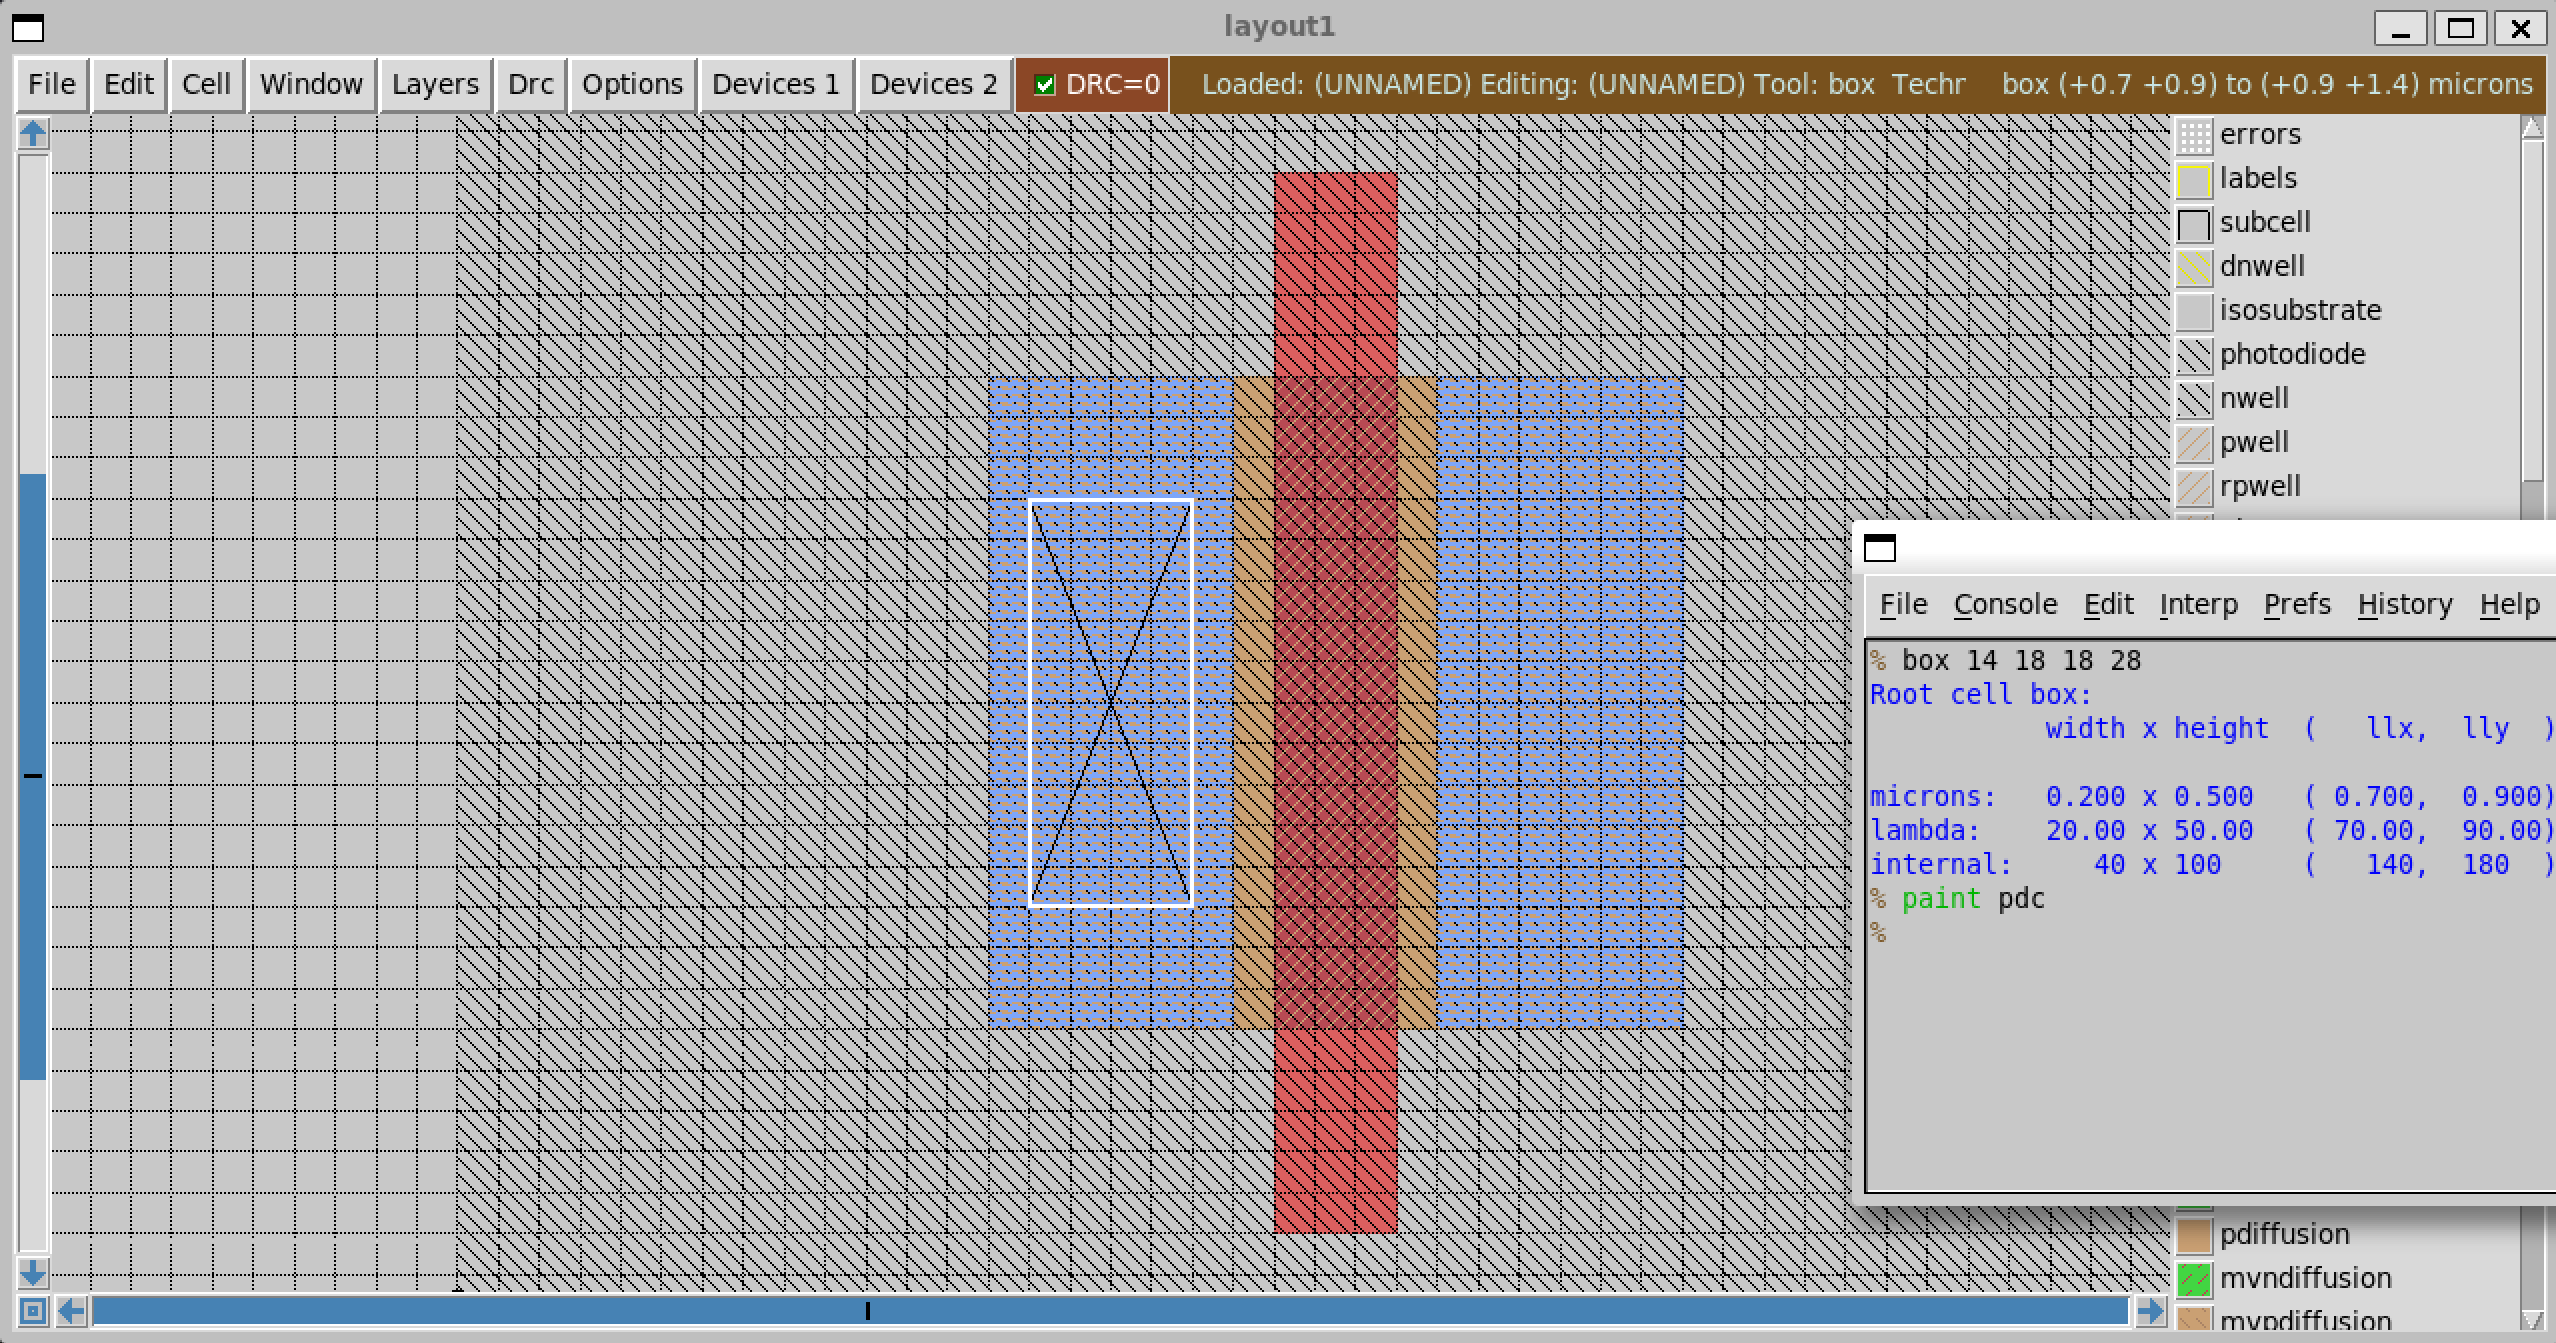 layout1
File Edit Cell Window Layers Drc Options Devices 1 Devices 2 DRC=0 Loaded: (UNNAMED) Editing: (UNNAMED) Tool: box Techr box (+0.7 +0.9) to (+0.9 +1.4) microns
errors
labels
subcell
dnwell
isosubstrate
photodiode
nwell
pwell
rpwell
File Console Edit Interp Prefs History Help
% box 14 18 18 28
Root cell box:
width x height ( llx, lly )
microns: 0.200 x 0.500 ( 0.700, 0.900)
lambda: 20.00 x 50.00 ( 70.00, 90.00)
internal: 40 x 100 ( 140, 180 )
% paint pdc
%
pdiffusion
mvndiffusion
mvpdiffusion